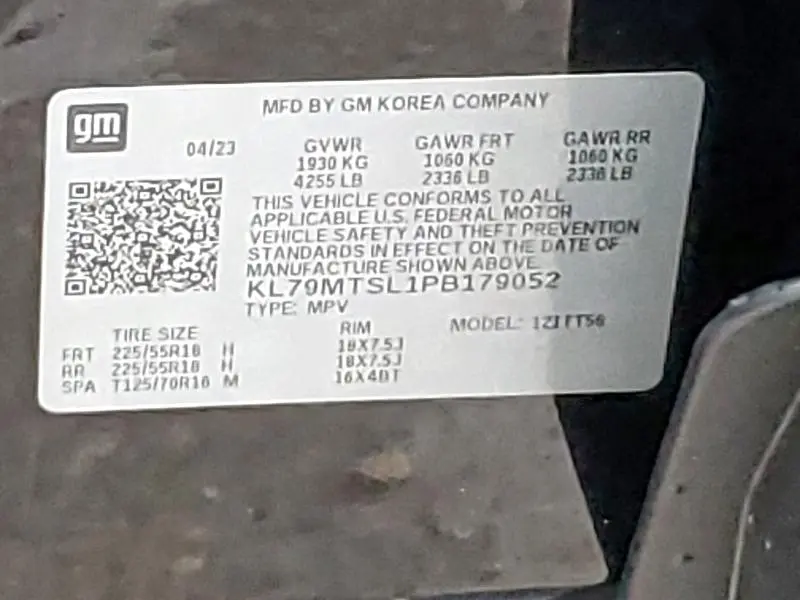 gm
MFD BY GM KOREA COMPANY
04/23 GVWR GAWR FRT GAWR RR
1930 KG 1060 KG 1060 KG
4255 LB 2336 LB 2336 LB
THIS VEHICLE CONFORMS TO ALL
APPLICABLE U.S. FEDERAL MOTOR
VEHICLE SAFETY AND THEFT PREVENTION
STANDARDS IN EFFECT ON THE DATE OF
MANUFACTURE SHOWN ABOVE.
KL79MTSL1PB179052
TYPE: MPV
TIRE SIZE RIM MODEL:
FRT 225/55R18 H 18X7.5J
RR 225/55R18 H 18X7.5J
SPA T125/70R16 M 16X4BT